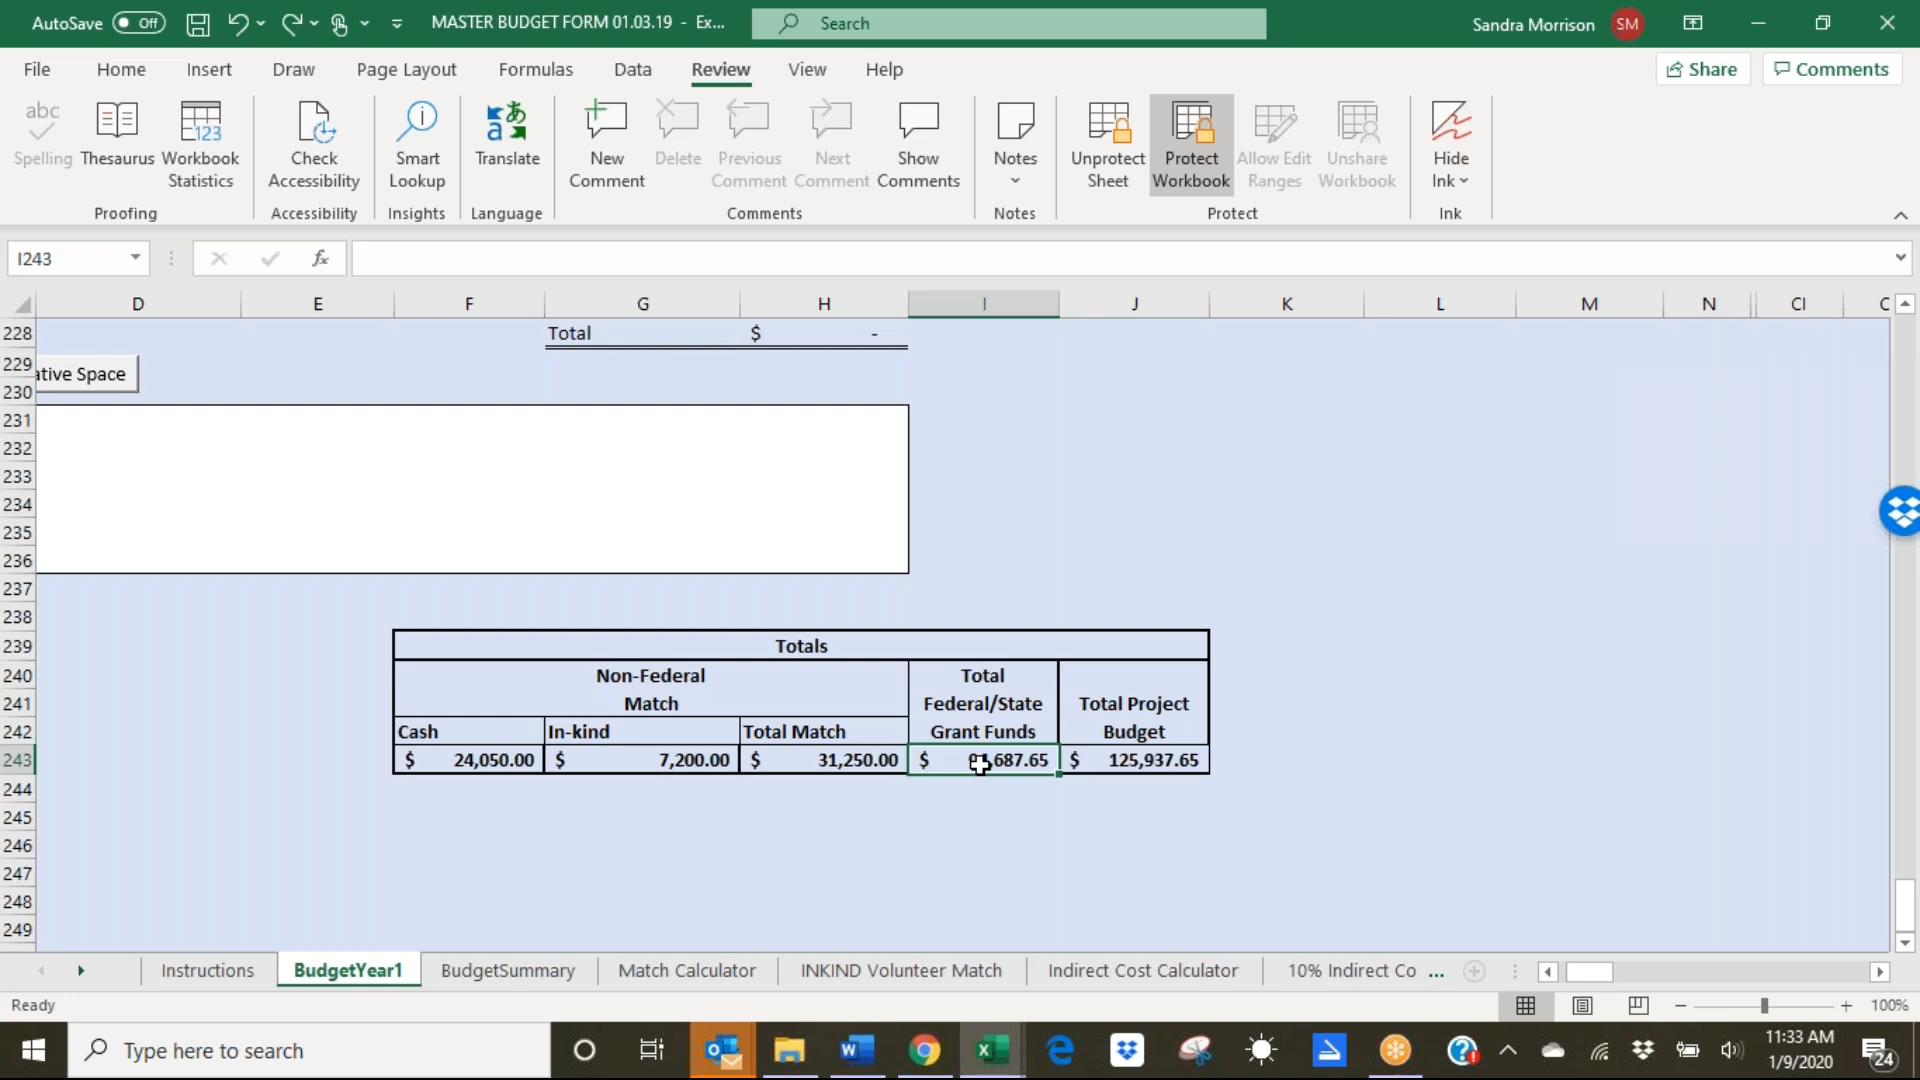 AutoSave Off MASTER BUDGET FORM 01.03.19 - Ex... Search Sandra Morrison SM
File Home Insert Draw Page Layout Formulas Data Review View Help Share Comments
abc 123
Spelling Thesaurus Workbook Statistics Check Accessibility Smart Lookup Translate New Comment Delete Previous Comment Next Comment Show Comments Notes Unprotect Sheet Protect Workbook Allow Edit Ranges Unshare Workbook Hide Ink
Proofing Accessibility Insights Language Comments Notes Protect Ink
I243 fx
D E F G H I J K L M N CI C
228 Total $ -
229 ative Space
230
231
232
233
234
235
236
237
238
239 Totals
240 Non-Federal Total
241 Match Federal/State Total Project
242 Cash In-kind Total Match Grant Funds Budget
243 $ 24,050.00 $ 7,200.00 $ 31,250.00 $ 687.65 $ 125,937.65
244
245
246
247
248
249
Instructions BudgetYear1 BudgetSummary Match Calculator INKIND Volunteer Match Indirect Cost Calculator 10% Indirect Co ...
Ready 100%
Type here to search 11:33 AM
1/9/2020 24